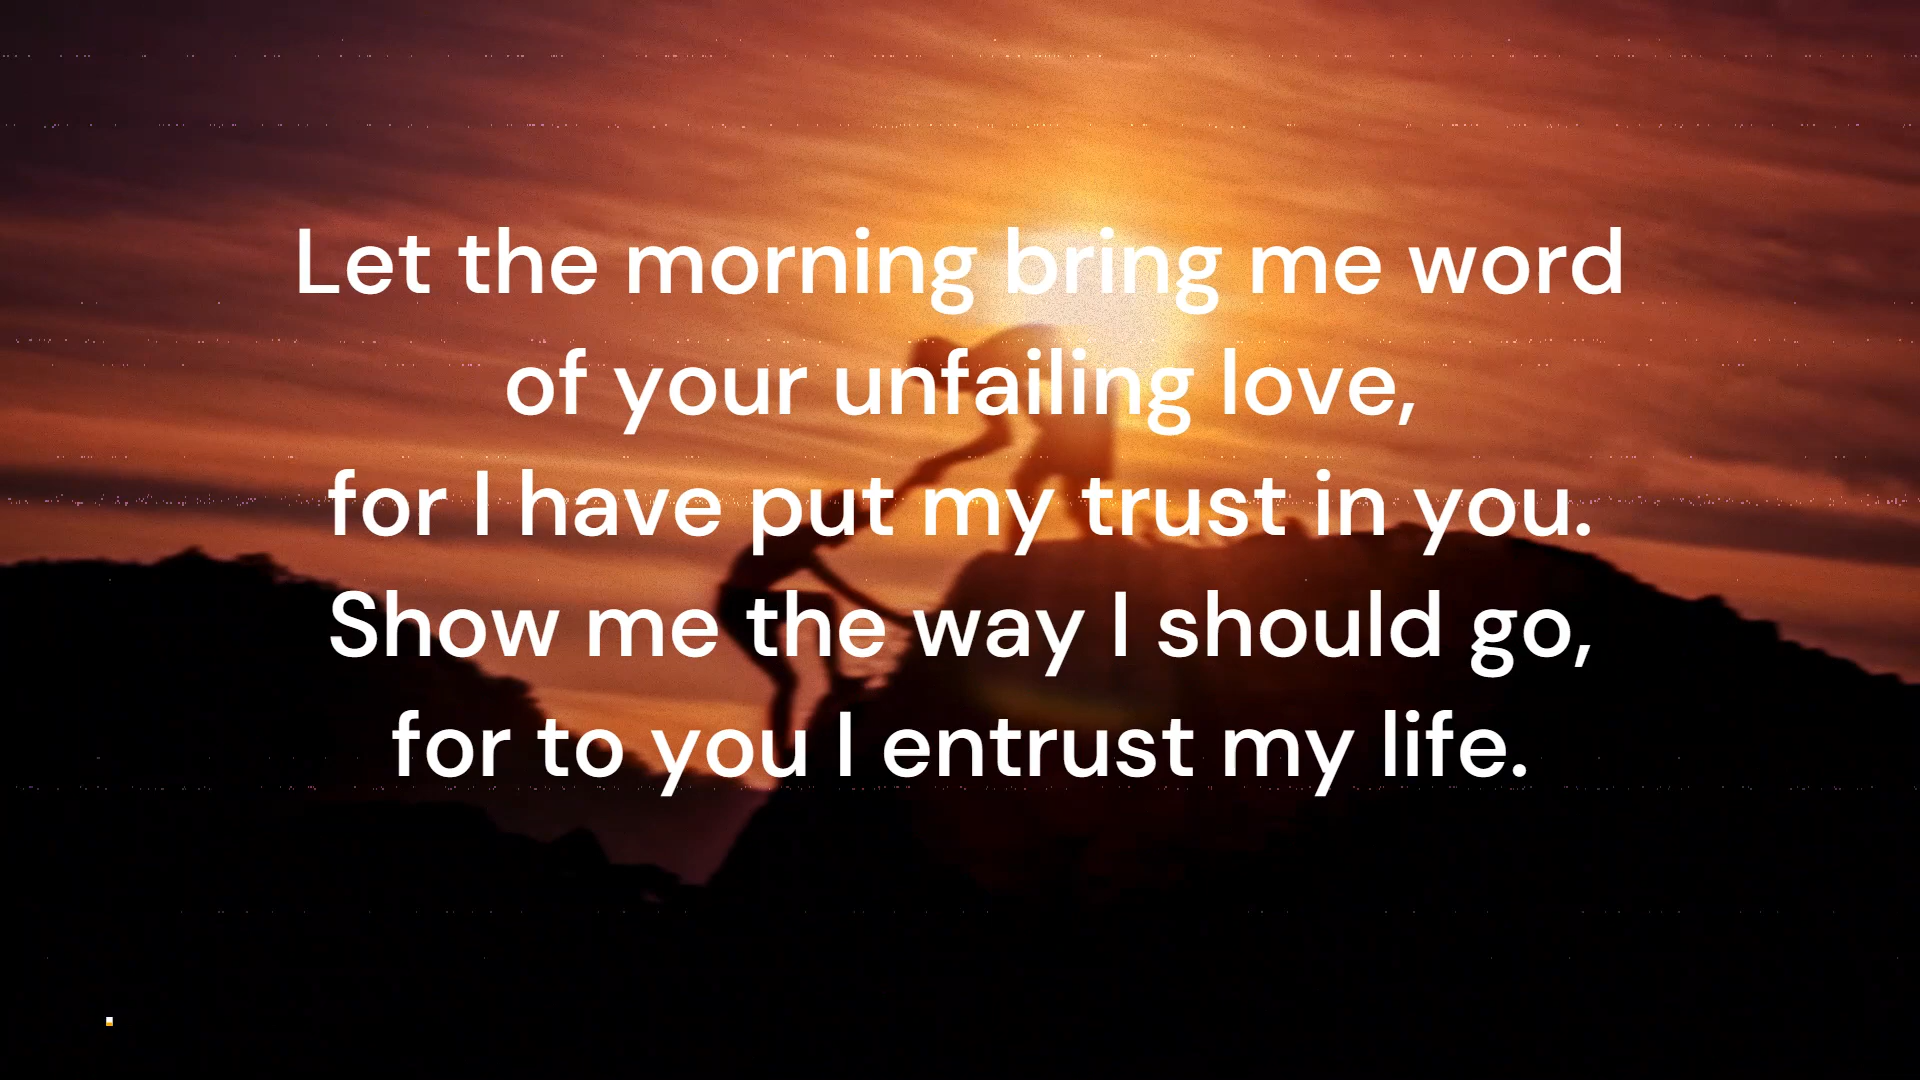 Let the morning bring me word
of your unfailing love,
for I have put my trust in you.
Show me the way I should go,
for to you I entrust my life.